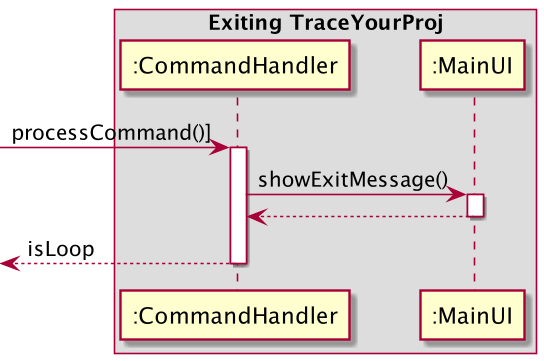 Exiting TraceYourProj
:CommandHandler
:MainUI
processCommand()]
showExitMessage()
isLoop
:CommandHandler
:MainUI